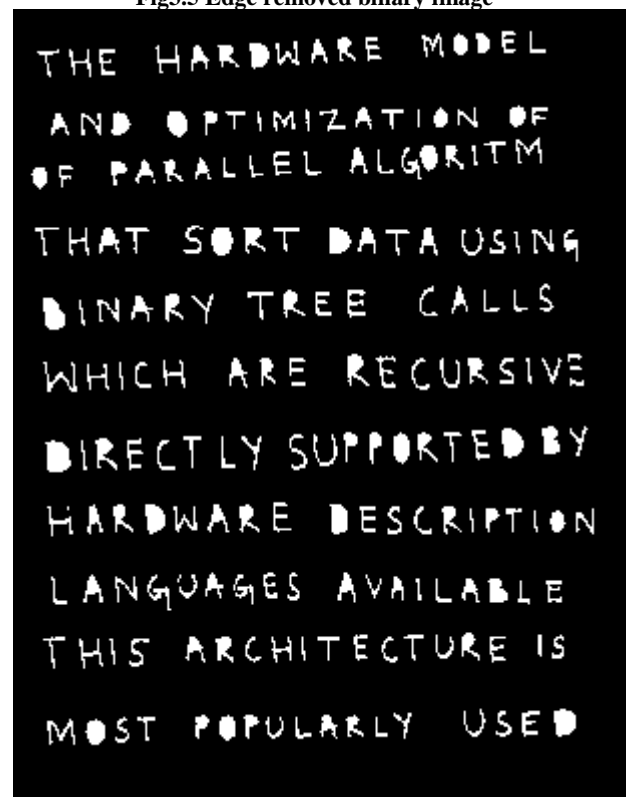 Fig3.5 Edge removed binary image
THE HARDWARE MODEL
AND OPTIMIZATION OF
OF PARALLEL ALGORITM
THAT SORT DATA USING
BINARY TREE CALLS
WHICH ARE RECURSIVE
DIRECTLY SUPPORTED BY
HARDWARE DESCRIPTION
LANGUAGES AVAILABLE
THIS ARCHITECTURE IS
MOST POPULARLY USED